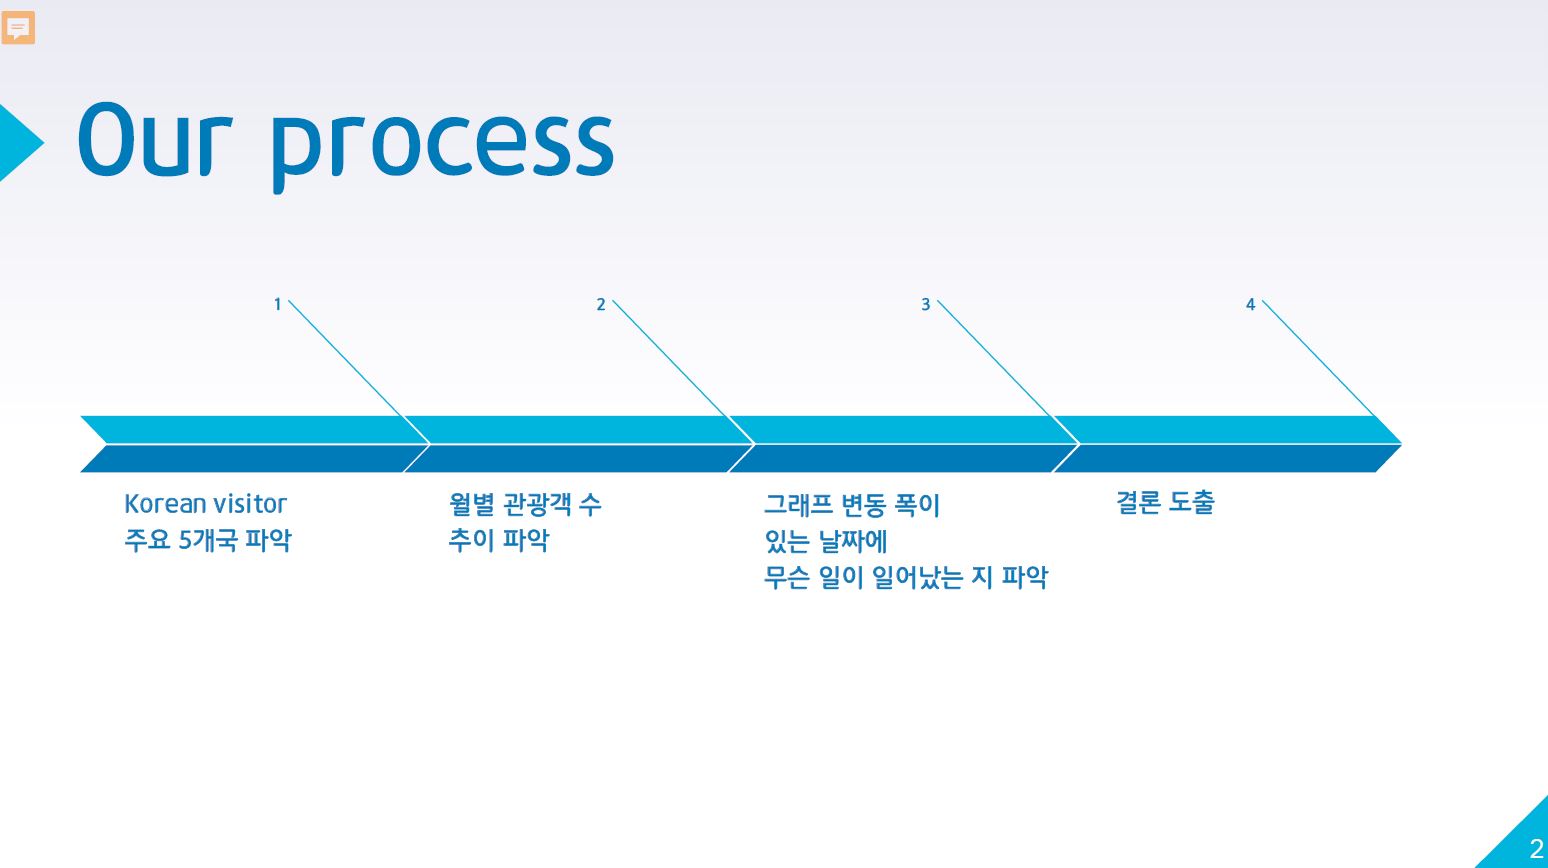 Our process
1
2
3
4
Korean visitor
주요 5개국 파악
월별 관광객 수
추이 파악
그래프 변동 폭이
있는 날짜에
무슨 일이 일어났는 지 파악
결론 도출
2